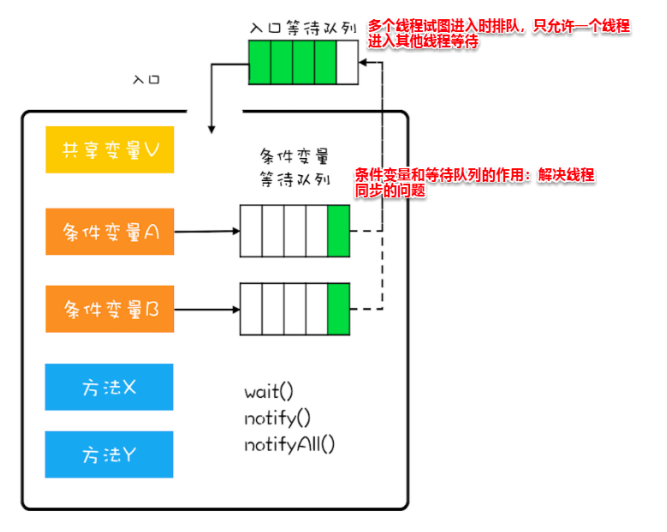 入口等待队列
多个线程试图进入时排队，只允许一个线程
进入其他线程等待
入口
共享变量V
条件变量
等待队列
条件变量和等待队列的作用：解决线程
同步的问题
条件变量A
条件变量B
方法X
wait()
notify()
notifyAll()
方法Y